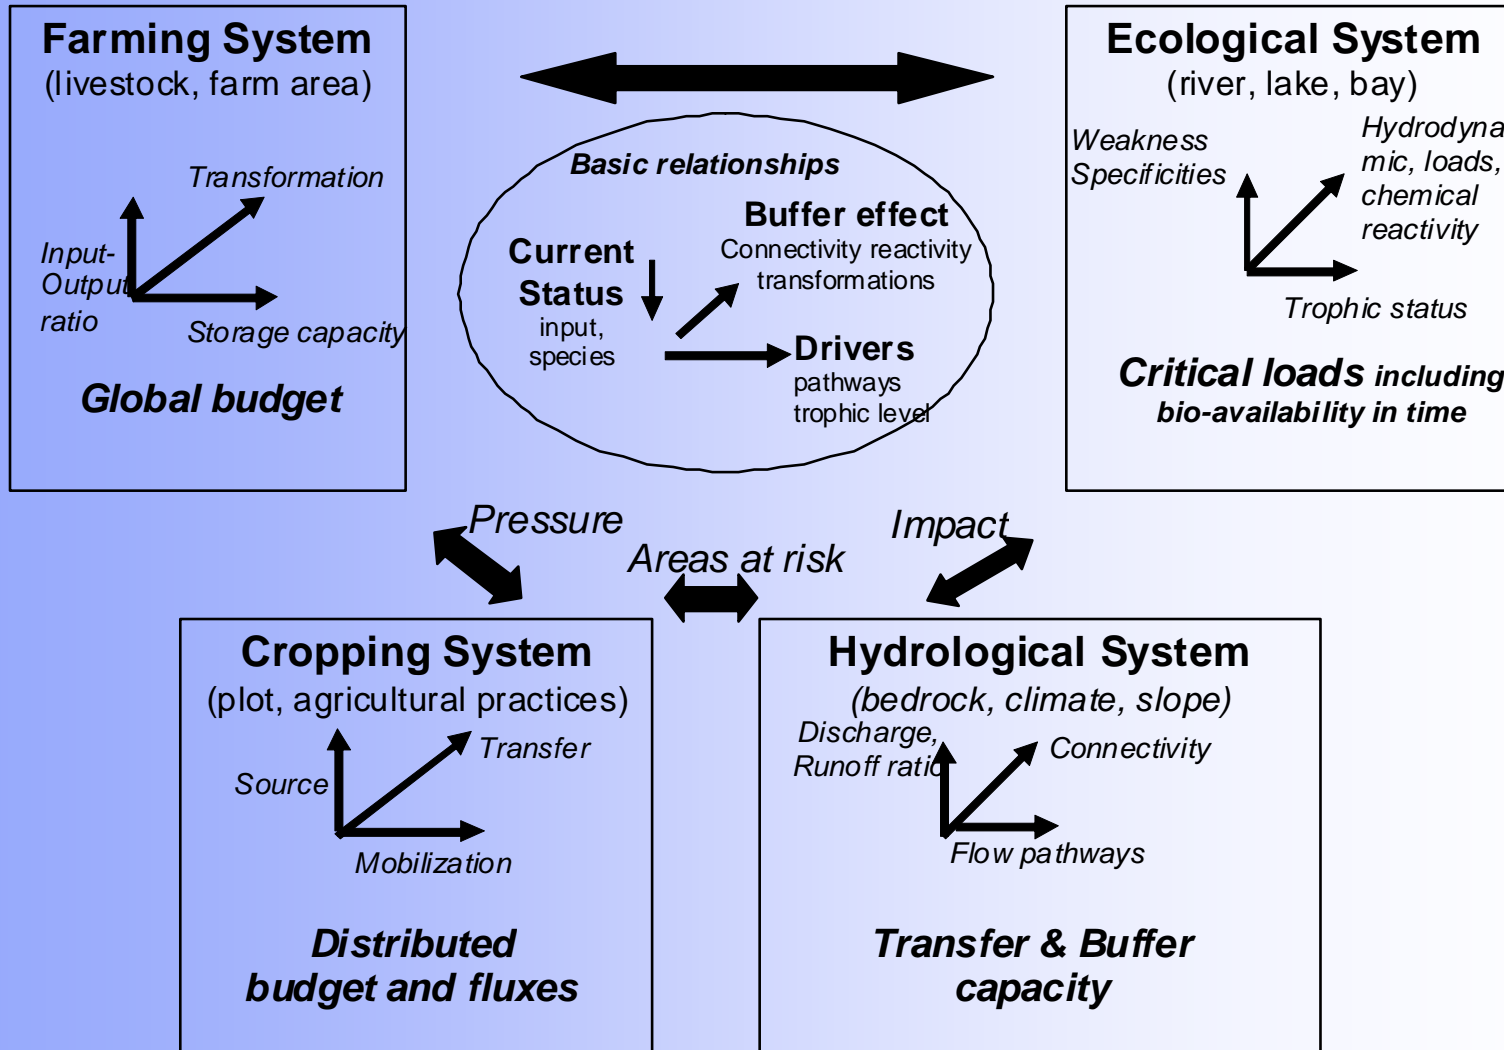 Farming System
(livestock, farm area)
Transformation
Input-
Output
ratio
Storage capacity
Global budget
Basic relationships
Buffer effect
Connectivity reactivity
transformations
Current
Status
input,
species
Drivers
pathways
trophic level
Ecological System
(river, lake, bay)
Weakness
Specificities
Hydrodyna
mic, loads,
chemical
reactivity
Trophic status
Critical loads including
bio-availability in time
Pressure
Areas at risk
Impact
Cropping System
(plot, agricultural practices)
Transfer
Source
Mobilization
Distributed
budget and fluxes
Hydrological System
(bedrock, climate, slope)
Discharge,
Runoff ratio
Connectivity
Flow pathways
Transfer & Buffer
capacity